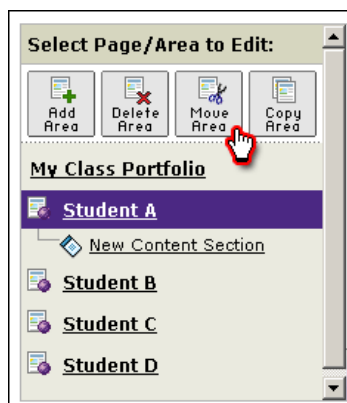 Select Page/Area to Edit:
Add Area
Delete Area
Move Area
Copy Area
My Class Portfolio
Student A
New Content Section
Student B
Student C
Student D